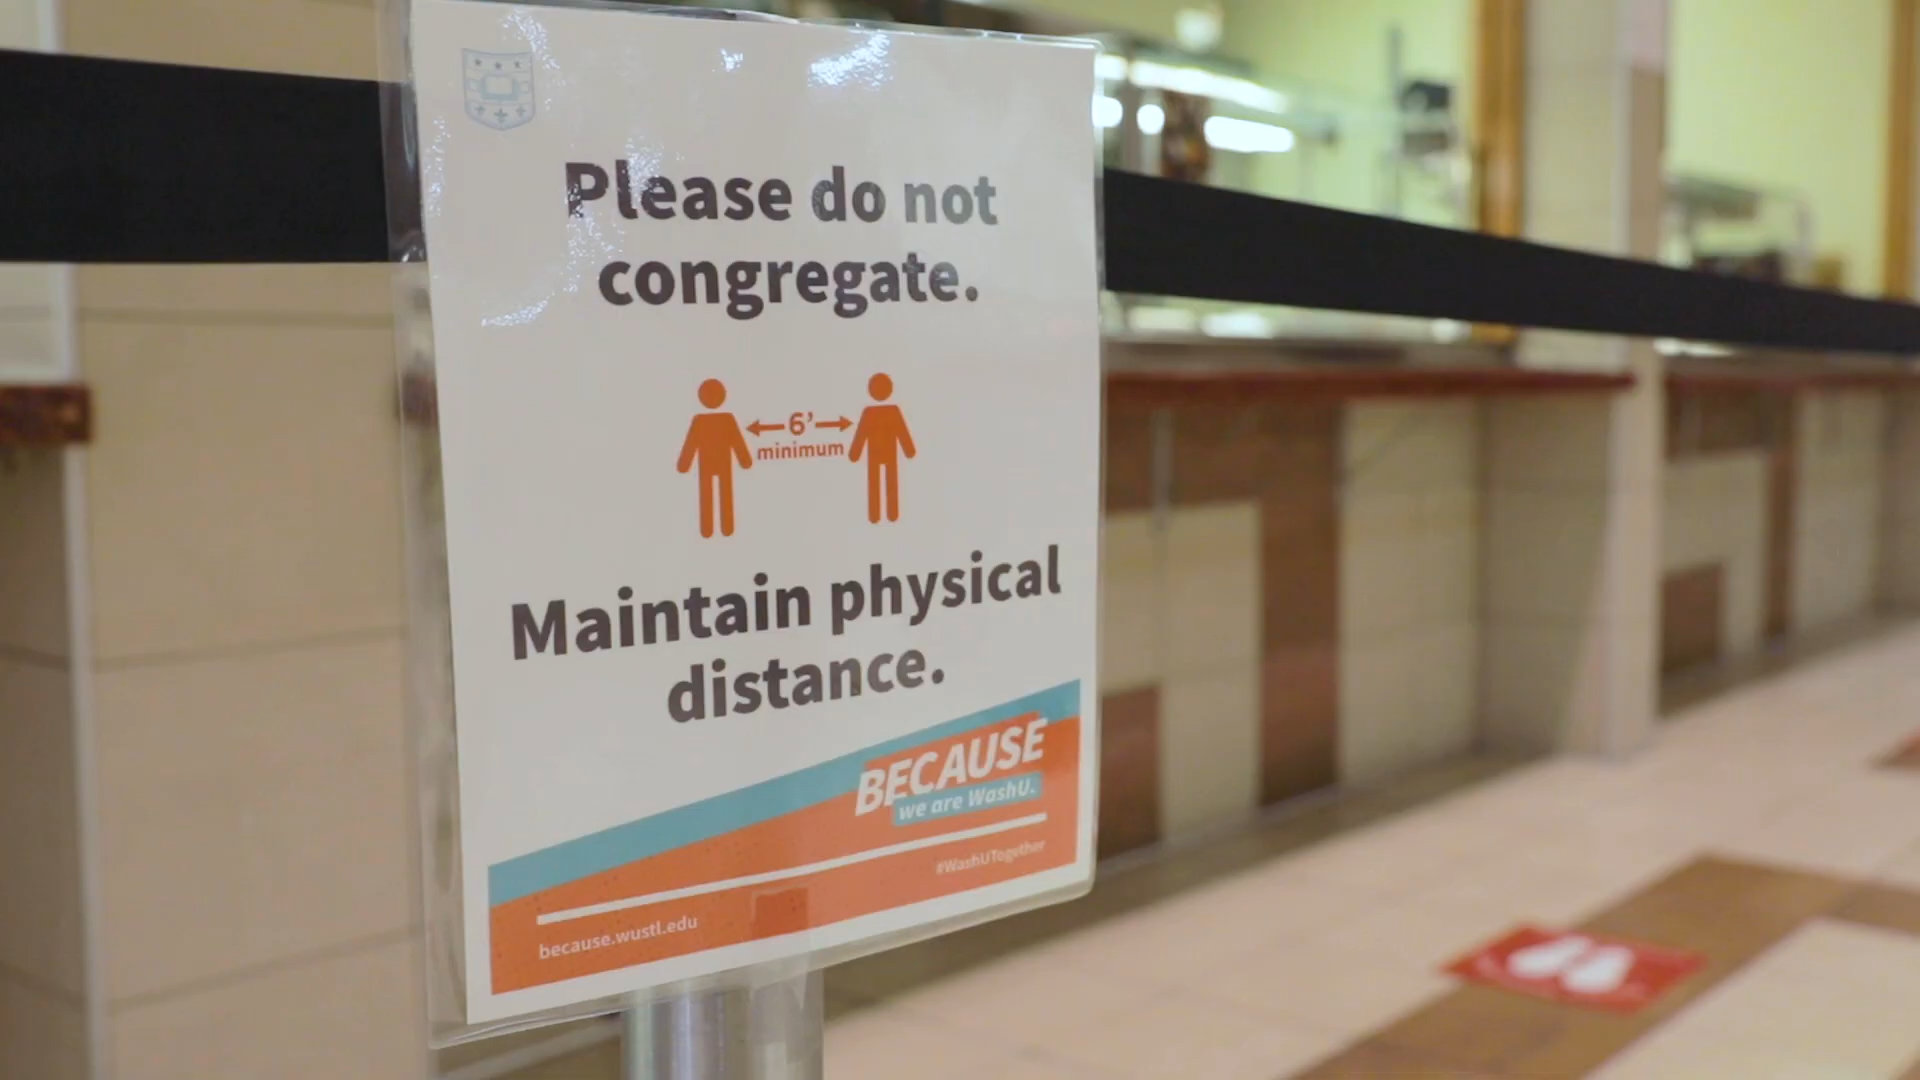 Please do not
congregate.
6'
minimum
Maintain physical
distance.
BECAUSE
we are WashU.
#WashUTogether
because.wustl.edu